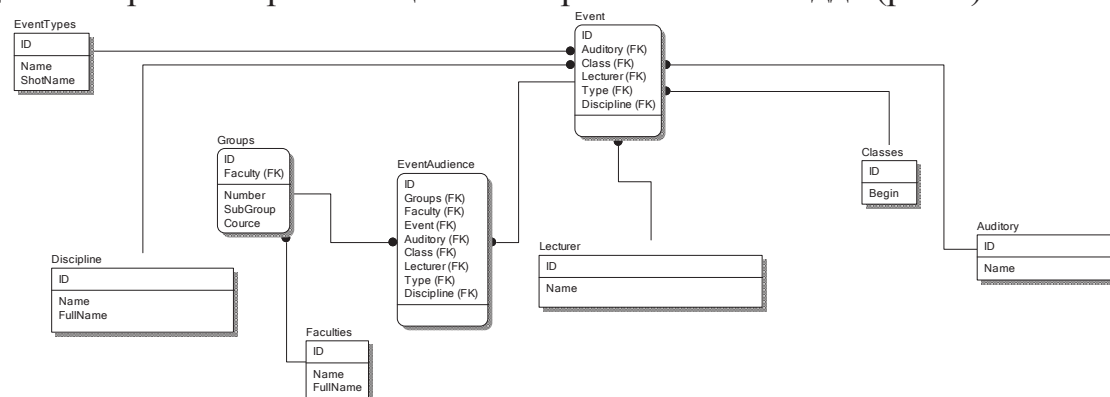 EventTypes
ID
Name
ShotName
Event
ID
Auditory (FK)
Class (FK)
Lecturer (FK)
Type (FK)
Discipline (FK)
Groups
ID
Faculty (FK)
Number
SubGroup
Cource
EventAudience
ID
Groups (FK)
Faculty (FK)
Event (FK)
Auditory (FK)
Class (FK)
Lecturer (FK)
Type (FK)
Discipline (FK)
Classes
ID
Begin
Auditory
ID
Name
Lecturer
ID
Name
Discipline
ID
Name
FullName
Faculties
ID
Name
FullName